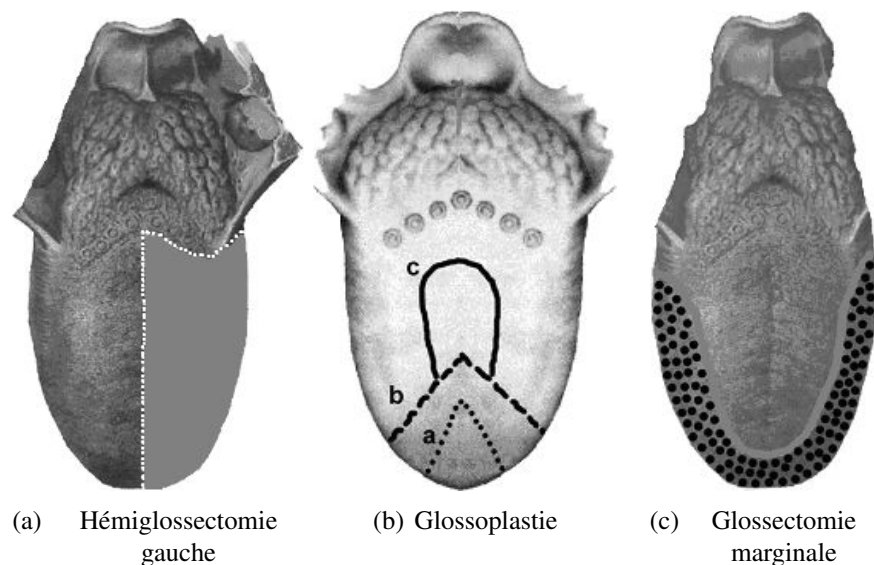 c
b
a
(a) Hémiglossectomie
gauche
(b) Glossoplastie
(c) Glossectomie
marginale